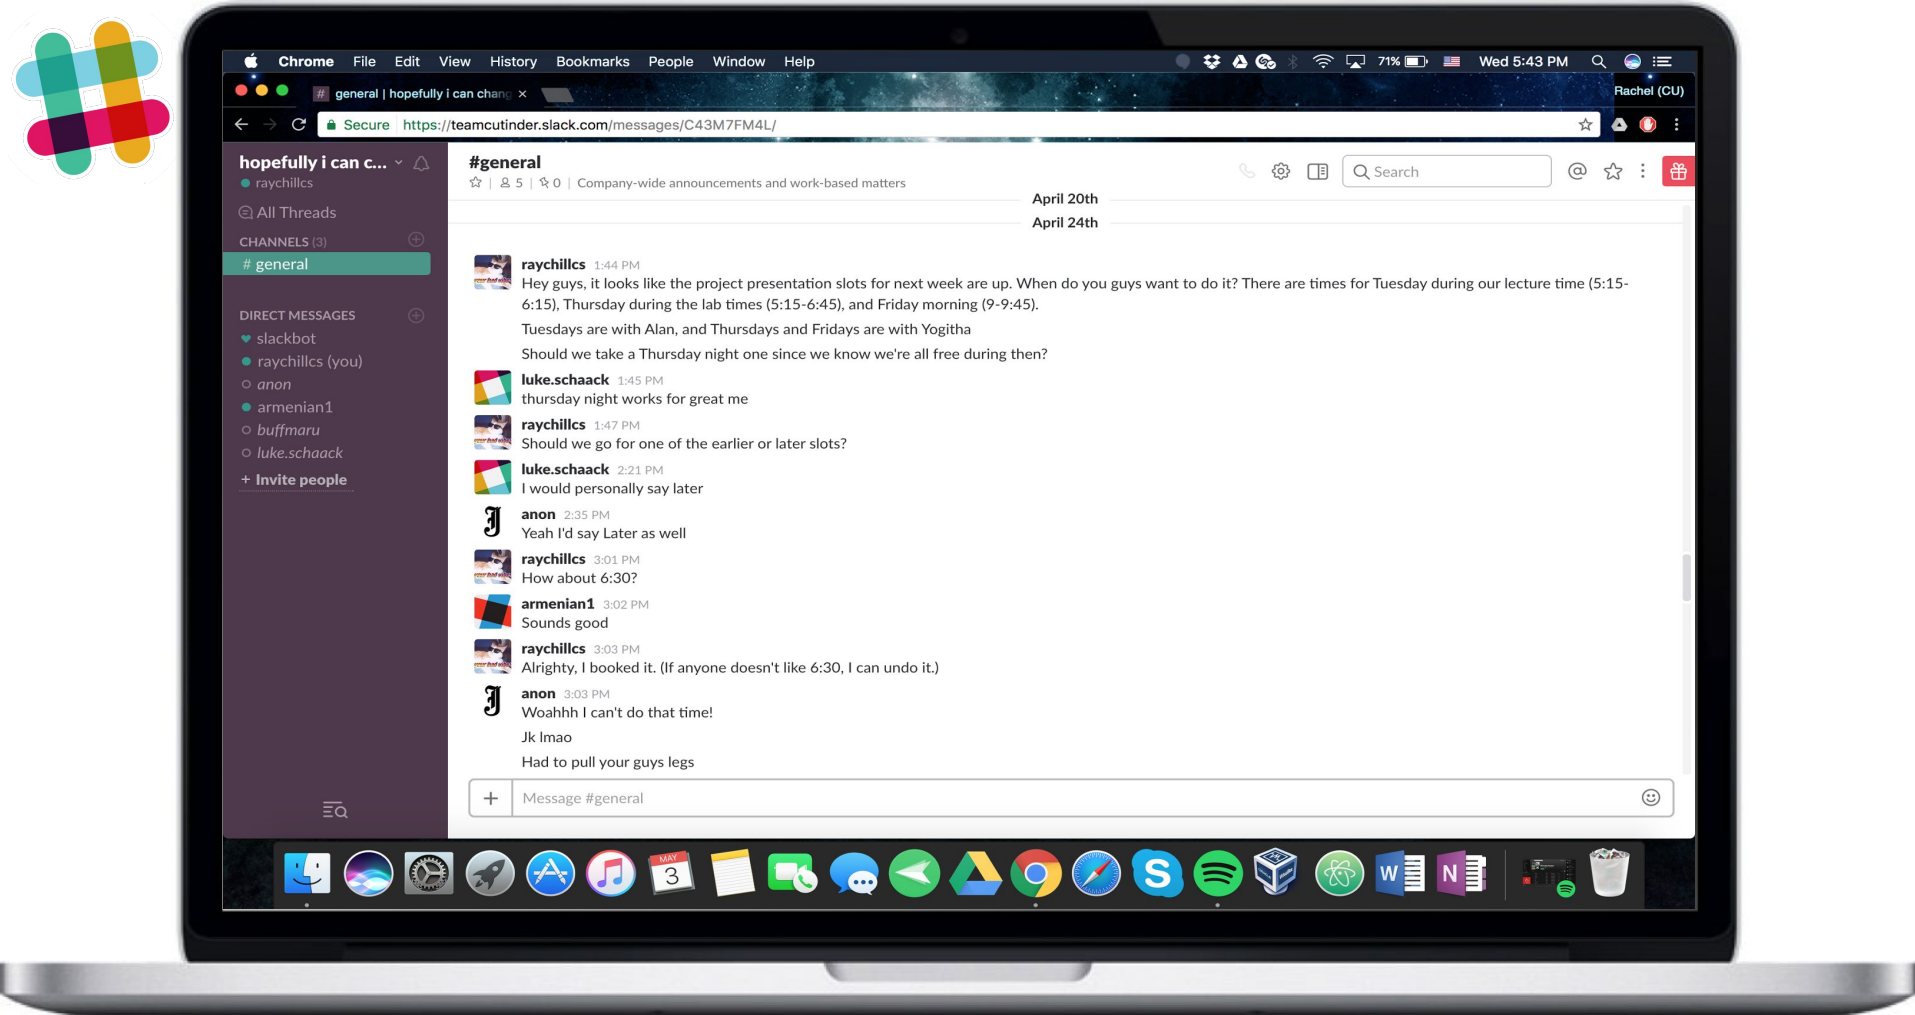 Chrome File Edit View History Bookmarks People Window Help 71% Wed 5:43 PM
# general | hopefully i can chang × Rachel (CU)
Secure https://teamcutinder.slack.com/messages/C43M7FM4L/
hopefully i can c...
raychillcs
All Threads
CHANNELS (3)
# general
DIRECT MESSAGES
slackbot
raychillcs (you)
anon
armenian1
buffmaru
luke.schaack
+ Invite people
#general
5 | 0 | Company-wide announcements and work-based matters
Search
April 20th
April 24th
raychillcs 1:44 PM
Hey guys, it looks like the project presentation slots for next week are up. When do you guys want to do it? There are times for Tuesday during our lecture time (5:15-
6:15), Thursday during the lab times (5:15-6:45), and Friday morning (9-9:45).
Tuesdays are with Alan, and Thursdays and Fridays are with Yogitha
Should we take a Thursday night one since we know we're all free during then?
luke.schaack 1:45 PM
thursday night works for great me
raychillcs 1:47 PM
Should we go for one of the earlier or later slots?
luke.schaack 2:21 PM
I would personally say later
anon 2:35 PM
Yeah I'd say Later as well
raychillcs 3:01 PM
How about 6:30?
armenian1 3:02 PM
Sounds good
raychillcs 3:03 PM
Alrighty, I booked it. (If anyone doesn't like 6:30, I can undo it.)
anon 3:03 PM
Woahhh I can't do that time!
Jk lmao
Had to pull your guys legs
+ Message #general
MAY
3
S
W
N